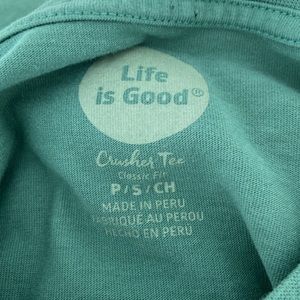 Life
is Good®
Crusher Tee
Classic Fit
P / S / CH
MADE IN PERU
FABRIQUÉ AU PEROU
HECHO EN PERU